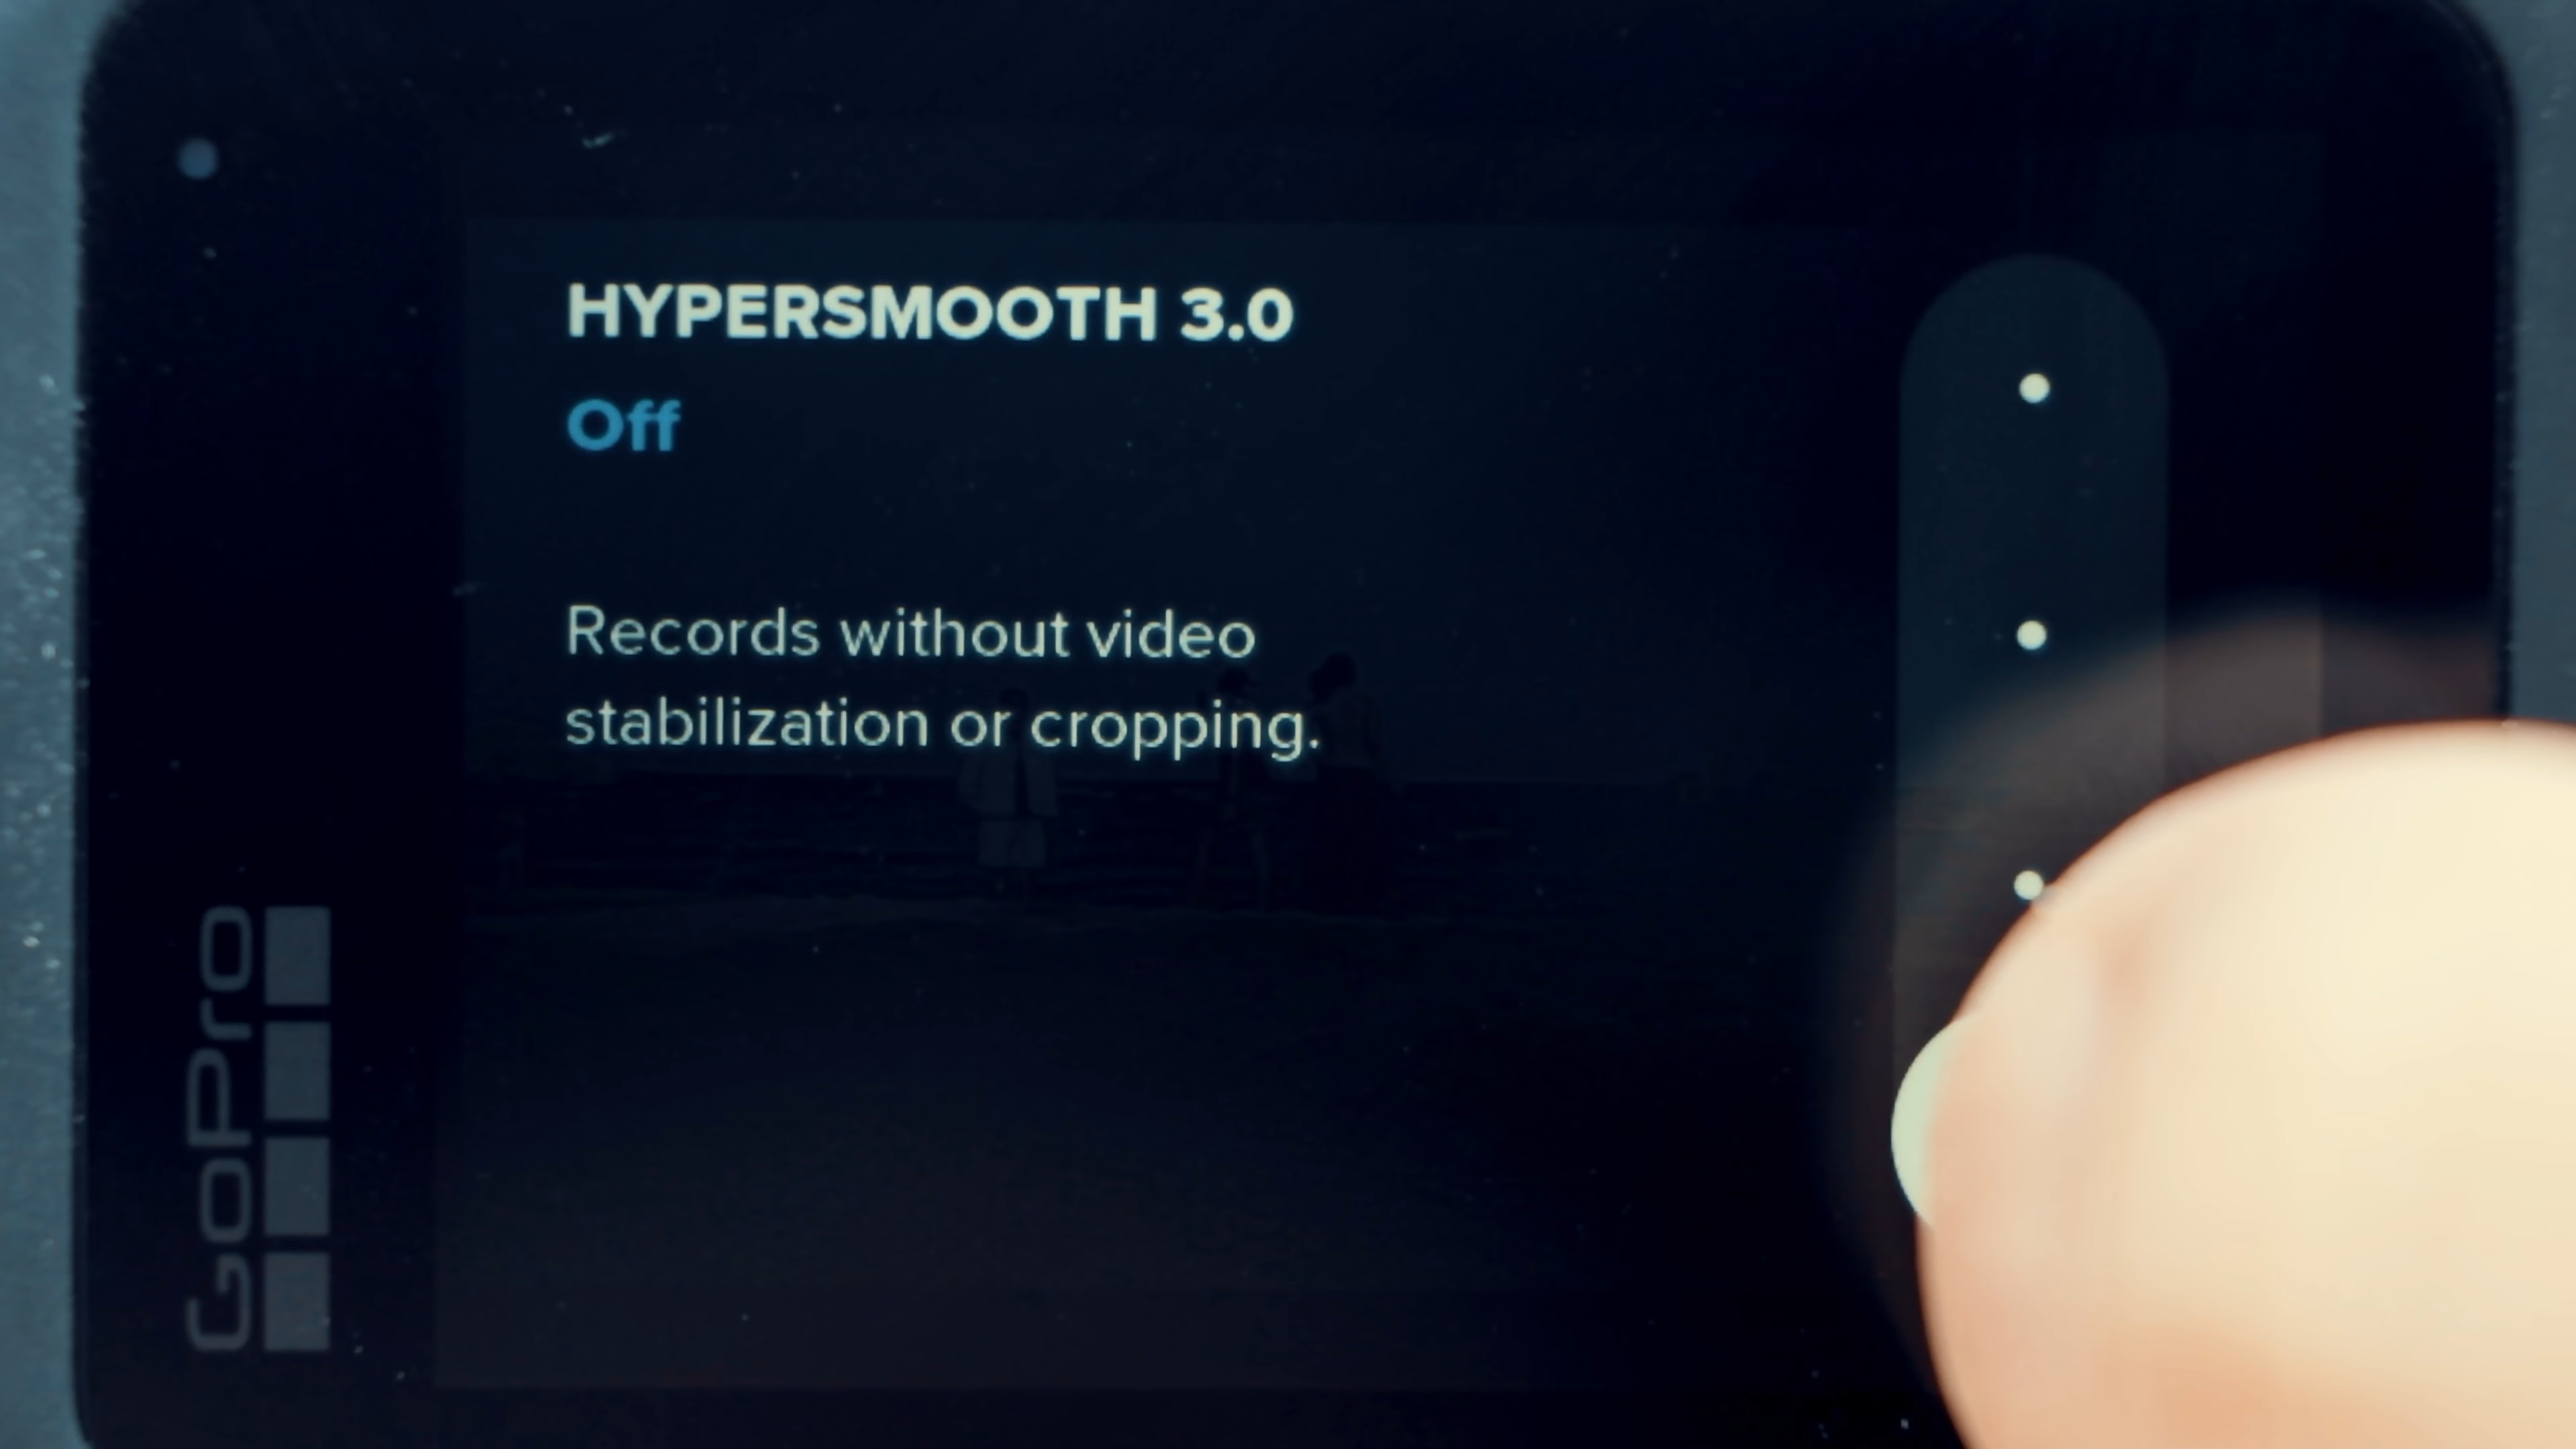 HYPERSMOOTH 3.0
Off
Records without video
stabilization or cropping.
GoPro